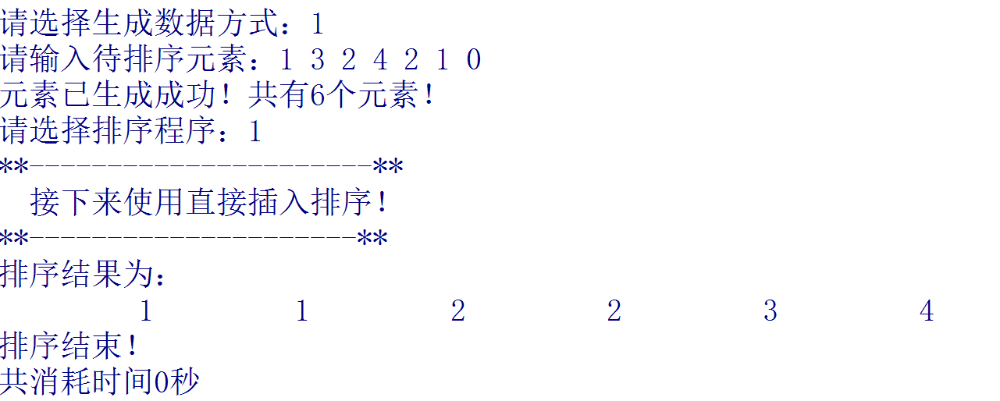 请选择生成数据方式：1
请输入待排序元素：1 3 2 4 2 1 0
元素已生成成功！共有6个元素！
请选择排序程序：1
**----------------------**
接下来使用直接插入排序！
**---------------------**
排序结果为：
1 1 2 2 3 4
排序结束！
共消耗时间0秒